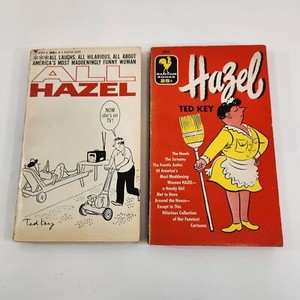 ALL LAUGHS, ALL HILARIOUS, ALL ABOUT
AMERICA'S MOST MADDENINGLY FUNNY WOMAN
ALL
HAZEL
NOW
she's on
TV!
Ted Key
BANTAM
BOOKS
25¢
Hazel
TED KEY
The Howls
The Screams
The Frantic Antics
Of America's
Most Maddening
Woman HAZEL—
a Handy Girl
Not to Have
Around the House—
Except in This
Hilarious Collection
of Her Funniest
Cartoons